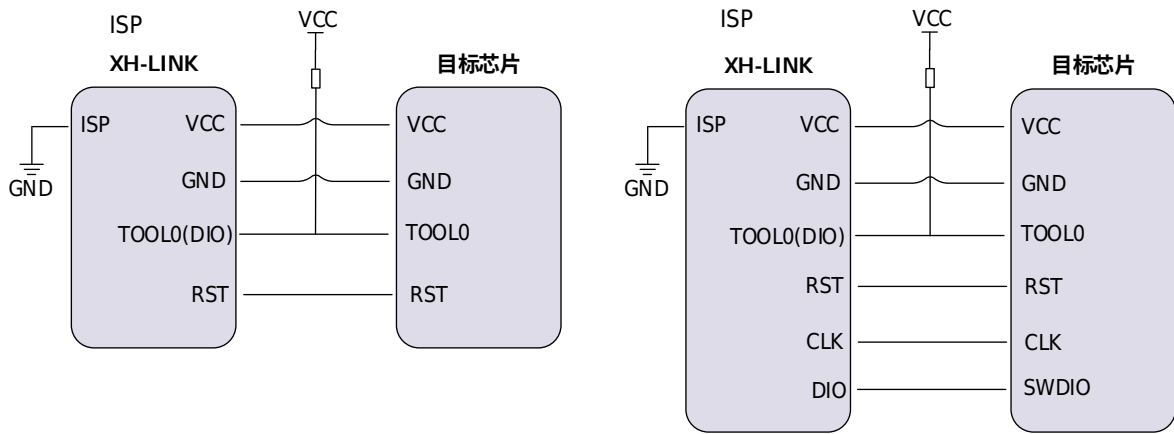 ISP
VCC
XH-LINK
目标芯片
ISP
VCC
VCC
GND
GND
GND
TOOL0(DIO)
TOOL0
RST
RST
ISP
VCC
XH-LINK
目标芯片
ISP
VCC
VCC
GND
GND
GND
TOOL0(DIO)
TOOL0
RST
RST
CLK
CLK
DIO
SWDIO